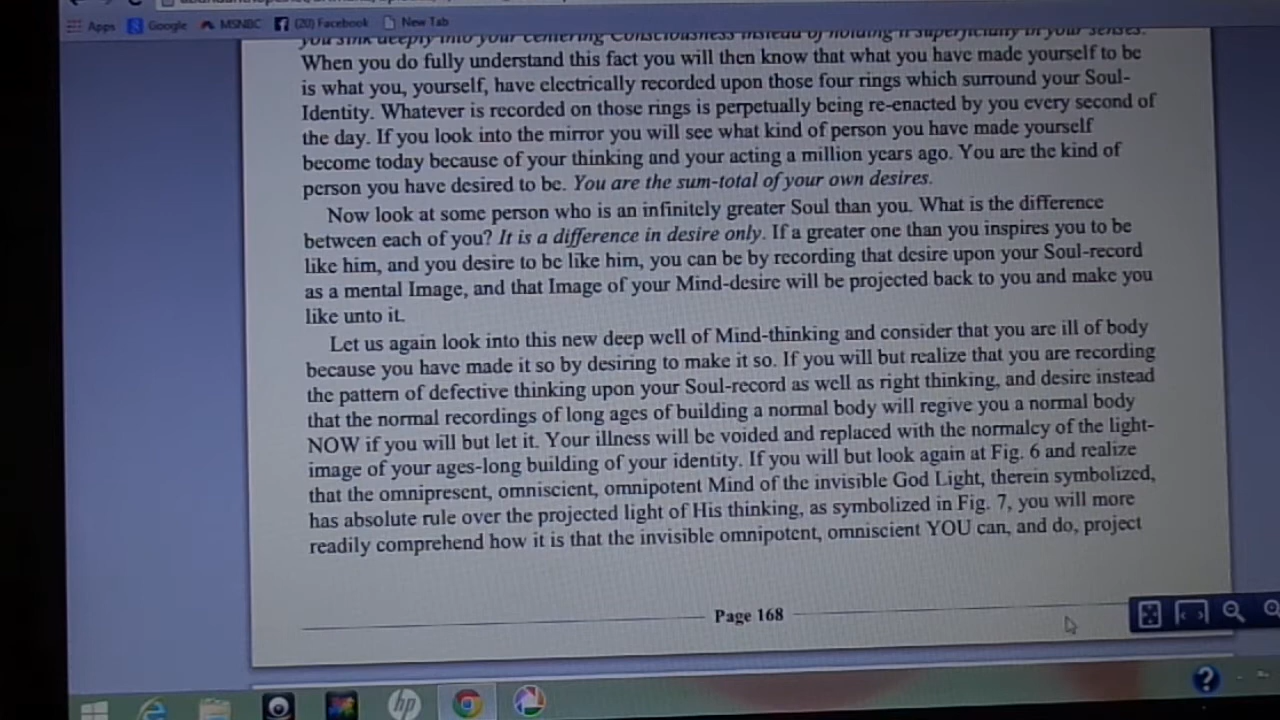 Apps Google MSNBC (20) Facebook New Tab
you sink deeply into your centering Consciousness instead of holding it superficially in your senses.
When you do fully understand this fact you will then know that what you have made yourself to be
is what you, yourself, have electrically recorded upon those four rings which surround your Soul-
Identity. Whatever is recorded on those rings is perpetually being re-enacted by you every second of
the day. If you look into the mirror you will see what kind of person you have made yourself
become today because of your thinking and your acting a million years ago. You are the kind of
person you have desired to be. You are the sum-total of your own desires.
Now look at some person who is an infinitely greater Soul than you. What is the difference
between each of you? It is a difference in desire only. If a greater one than you inspires you to be
like him, and you desire to be like him, you can be by recording that desire upon your Soul-record
as a mental Image, and that Image of your Mind-desire will be projected back to you and make you
like unto it.
Let us again look into this new deep well of Mind-thinking and consider that you are ill of body
because you have made it so by desiring to make it so. If you will but realize that you are recording
the pattern of defective thinking upon your Soul-record as well as right thinking, and desire instead
that the normal recordings of long ages of building a normal body will regive you a normal body
NOW if you will but let it. Your illness will be voided and replaced with the normalcy of the light-
image of your ages-long building of your identity. If you will but look again at Fig. 6 and realize
that the omnipresent, omniscient, omnipotent Mind of the invisible God Light, therein symbolized,
has absolute rule over the projected light of His thinking, as symbolized in Fig. 7, you will more
readily comprehend how it is that the invisible omnipotent, omniscient YOU can, and do, project
Page 168
hp
?